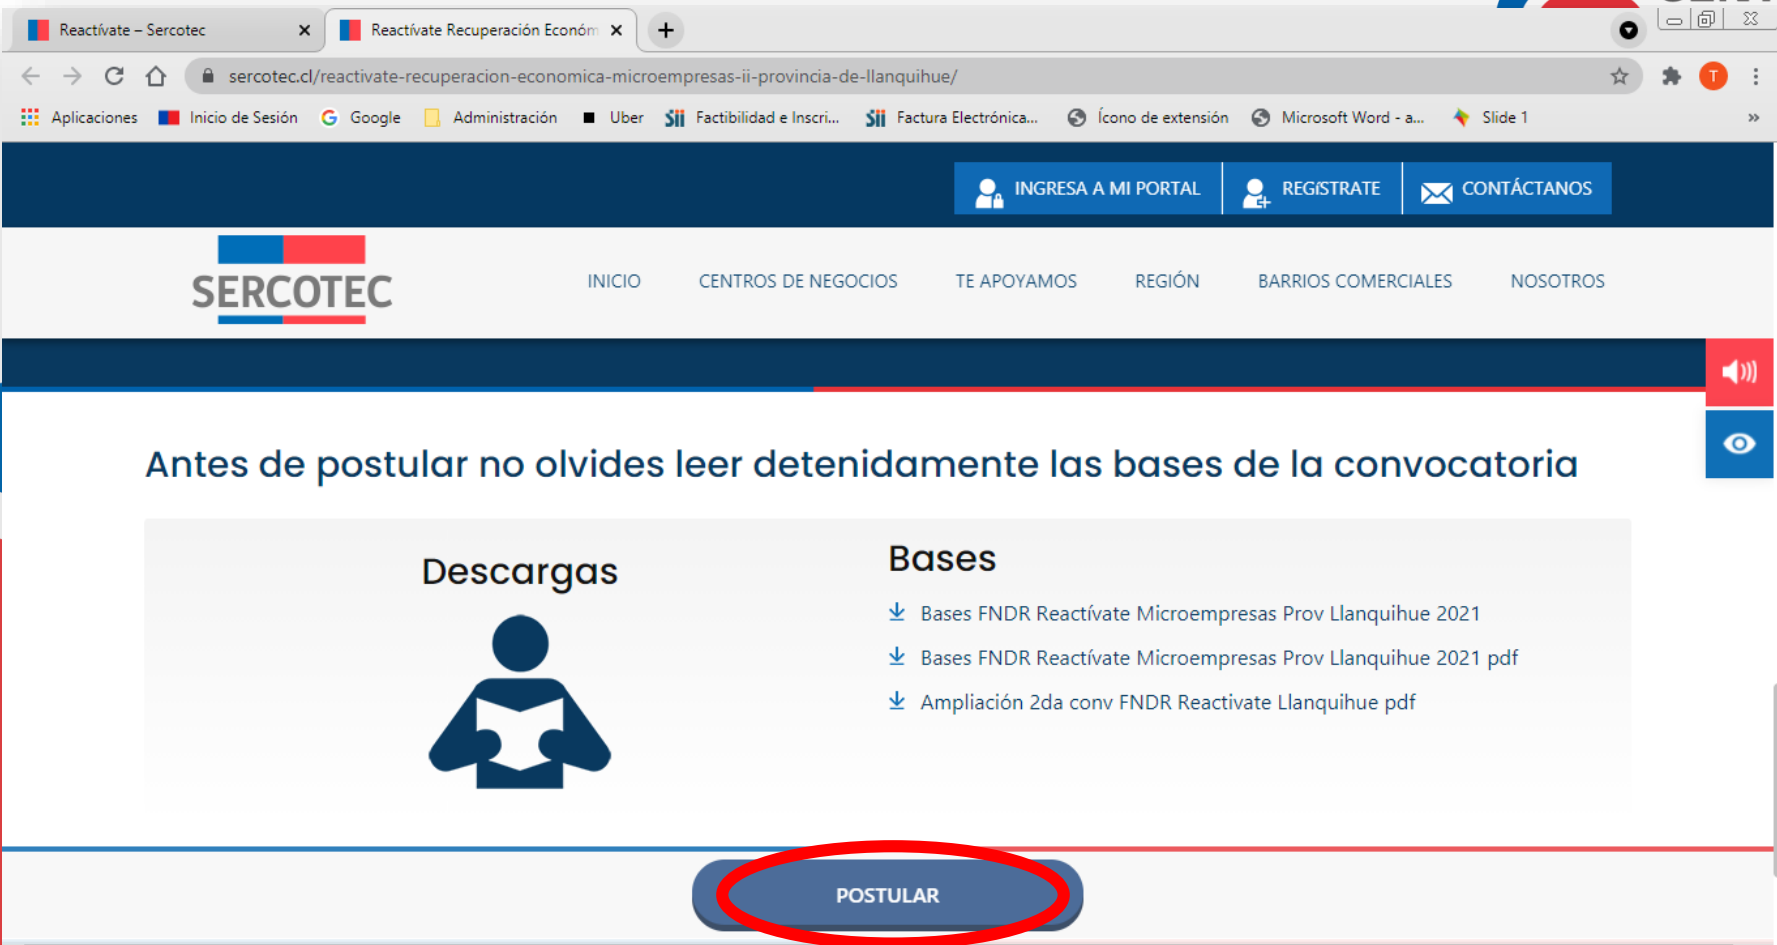 Reactívate – Sercotec
Reactívate Recuperación Económ
sercotec.cl/reactivate-recuperacion-economica-microempresas-ii-provincia-de-llanquihue/
T
Aplicaciones
Inicio de Sesión
Google
Administración
Uber
Sii Factibilidad e Inscri...
Sii Factura Electrónica...
Ícono de extensión
Microsoft Word - a...
Slide 1
»
INGRESA A MI PORTAL
REGíSTRATE
CONTÁCTANOS
SERCOTEC
INICIO
CENTROS DE NEGOCIOS
TE APOYAMOS
REGIÓN
BARRIOS COMERCIALES
NOSOTROS
Antes de postular no olvides leer detenidamente las bases de la convocatoria
Descargas
Bases
Bases FNDR Reactívate Microempresas Prov Llanquihue 2021
Bases FNDR Reactívate Microempresas Prov Llanquihue 2021 pdf
Ampliación 2da conv FNDR Reactivate Llanquihue pdf
POSTULAR